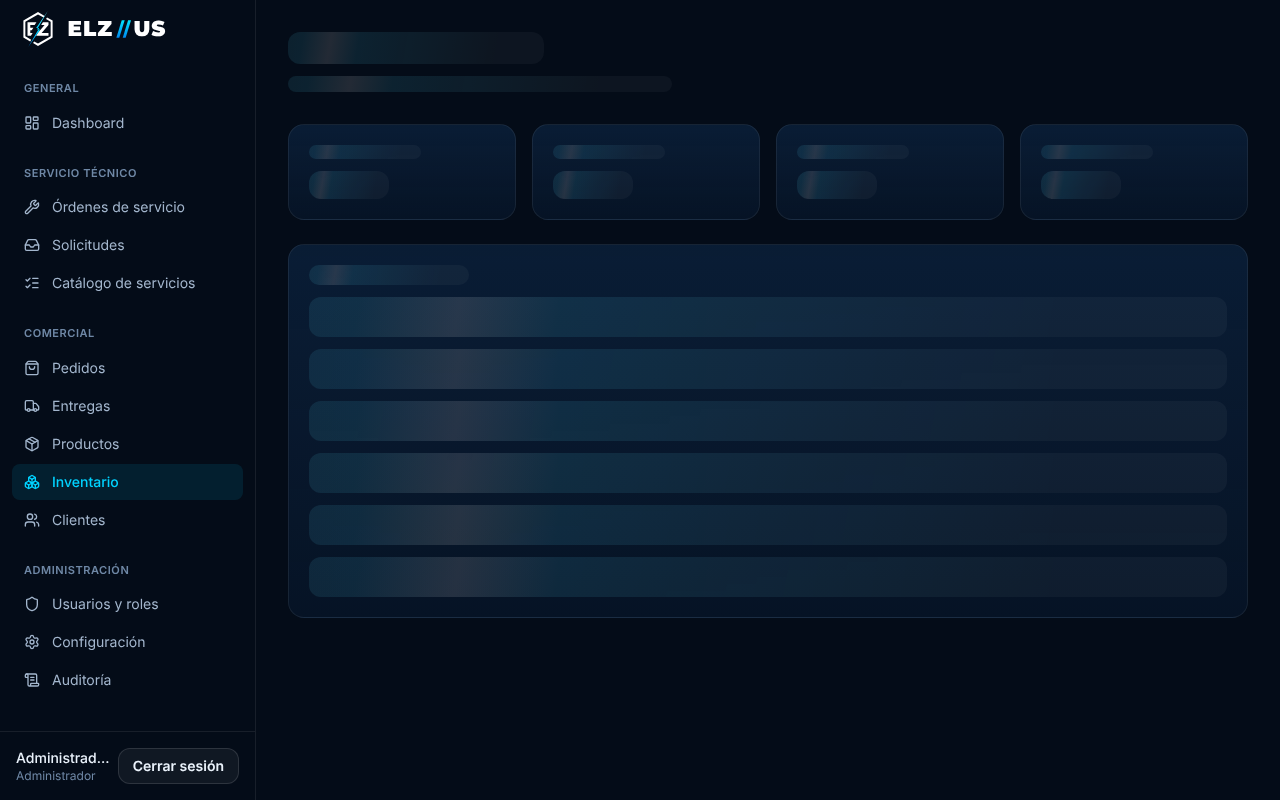 EZ ELZ//US
GENERAL
Dashboard
SERVICIO TÉCNICO
Órdenes de servicio
Solicitudes
Catálogo de servicios
COMERCIAL
Pedidos
Entregas
Productos
Inventario
Clientes
ADMINISTRACIÓN
Usuarios y roles
Configuración
Auditoría
Administrad...
Administrador
Cerrar sesión